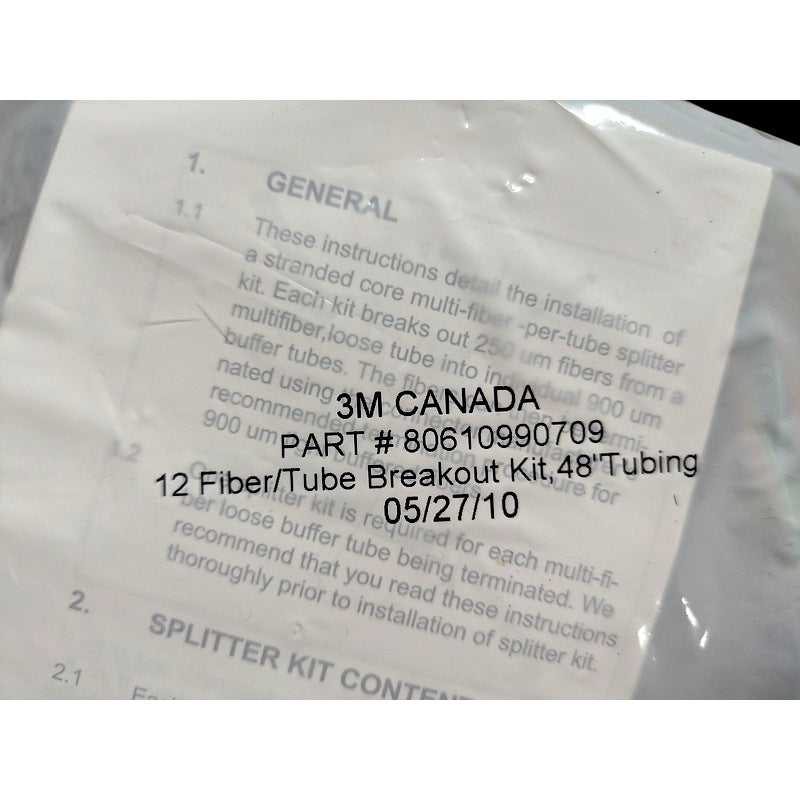 1. GENERAL
1.1 These instructions detail the installation of
a stranded core multi-fiber -per-tube splitter
kit. Each kit breaks out 250 um fibers from a
multifiber,loose tube into individual 900 um
buffer tubes. The
nated using
recommended for
900 um
3M CANADA
PART # 80610990709
12 Fiber/Tube Breakout Kit,48"Tubing
05/27/10
1.2 splitter kit is required for each multi-fi-
ber loose buffer tube being terminated. We
recommend that you read these instructions
thoroughly prior to installation of splitter kit.
2. SPLITTER KIT
2.1